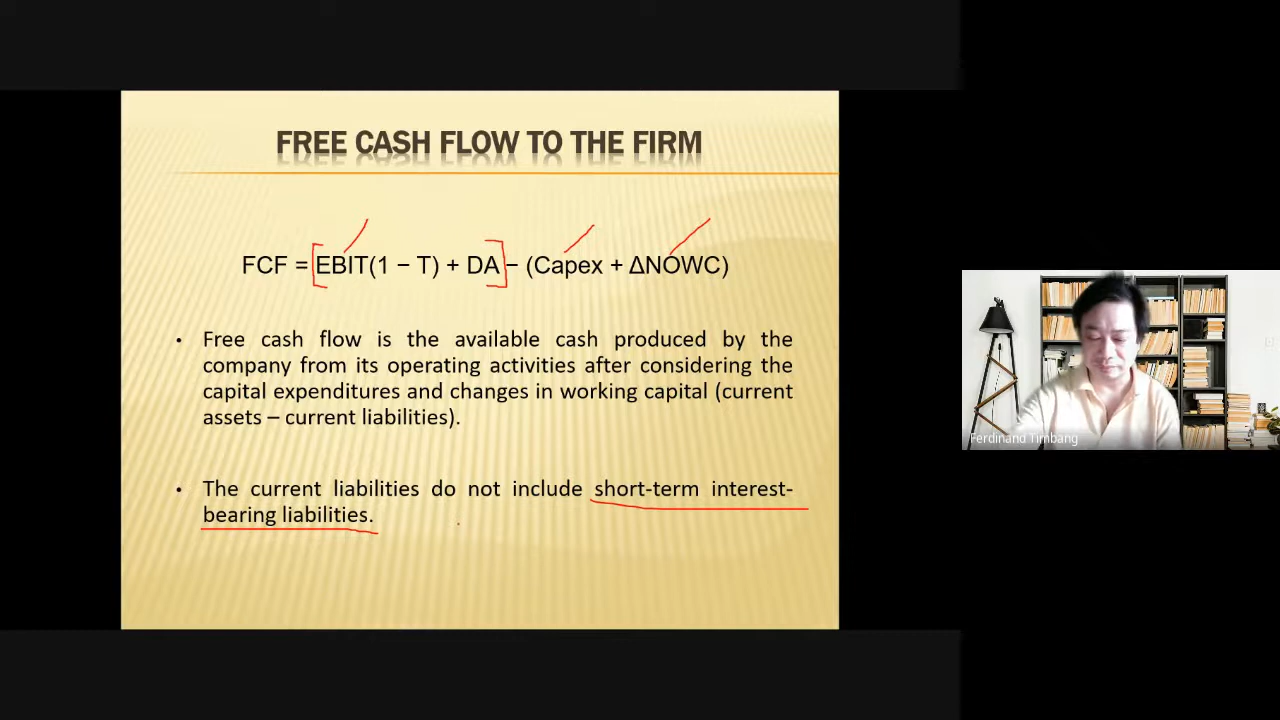 FREE CASH FLOW TO THE FIRM
FCF = EBIT(1 − T) + DA − (Capex + ΔNOWC)
• Free cash flow is the available cash produced by the
company from its operating activities after considering the
capital expenditures and changes in working capital (current
assets – current liabilities).
• The current liabilities do not include short-term interest-
bearing liabilities.
Ferdinand Timbang